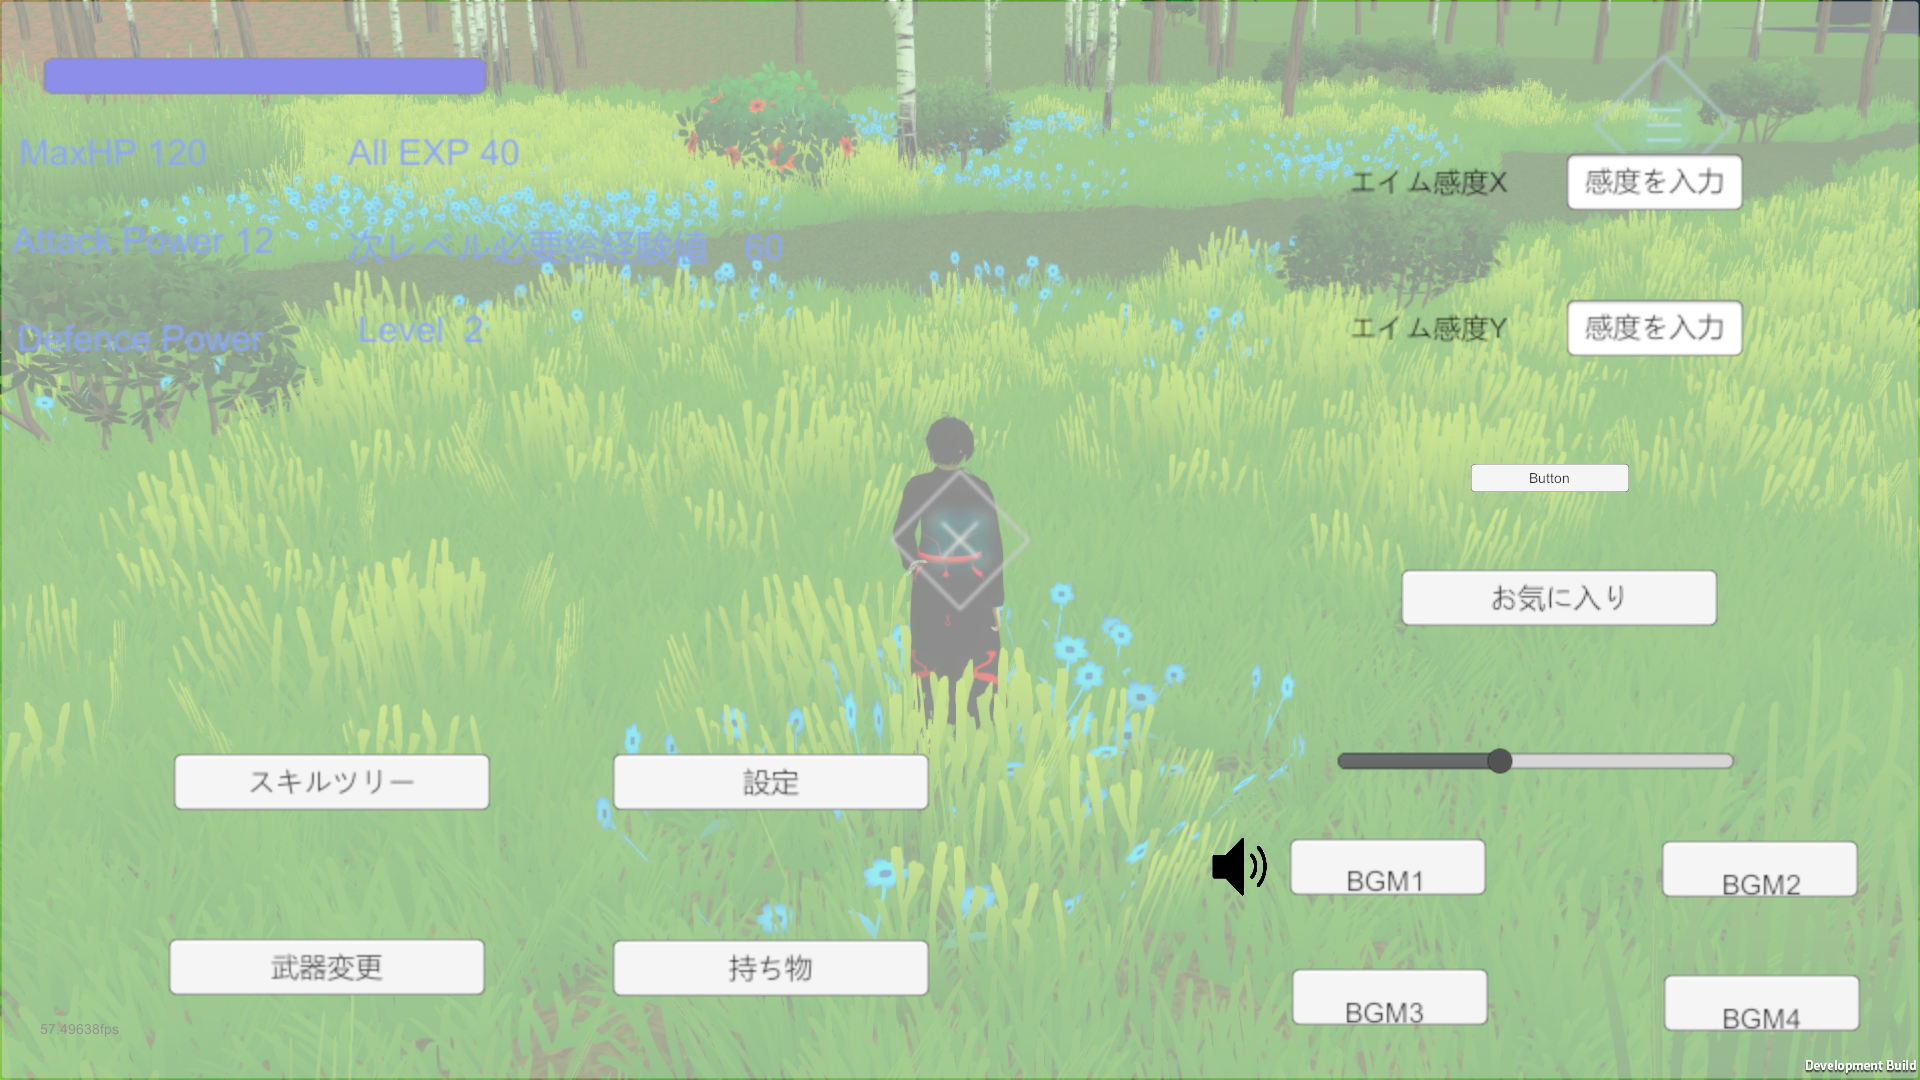 MaxHP 120
All EXP 40
エイム感度X
感度を入力
Attack Power 12
次レベル必要総経験値 60
Defence Power
Level 2
エイム感度Y
感度を入力
Button
お気に入り
スキルツリー
設定
BGM1
BGM2
武器変更
持ち物
BGM3
BGM4
57.49638fps
Development Build